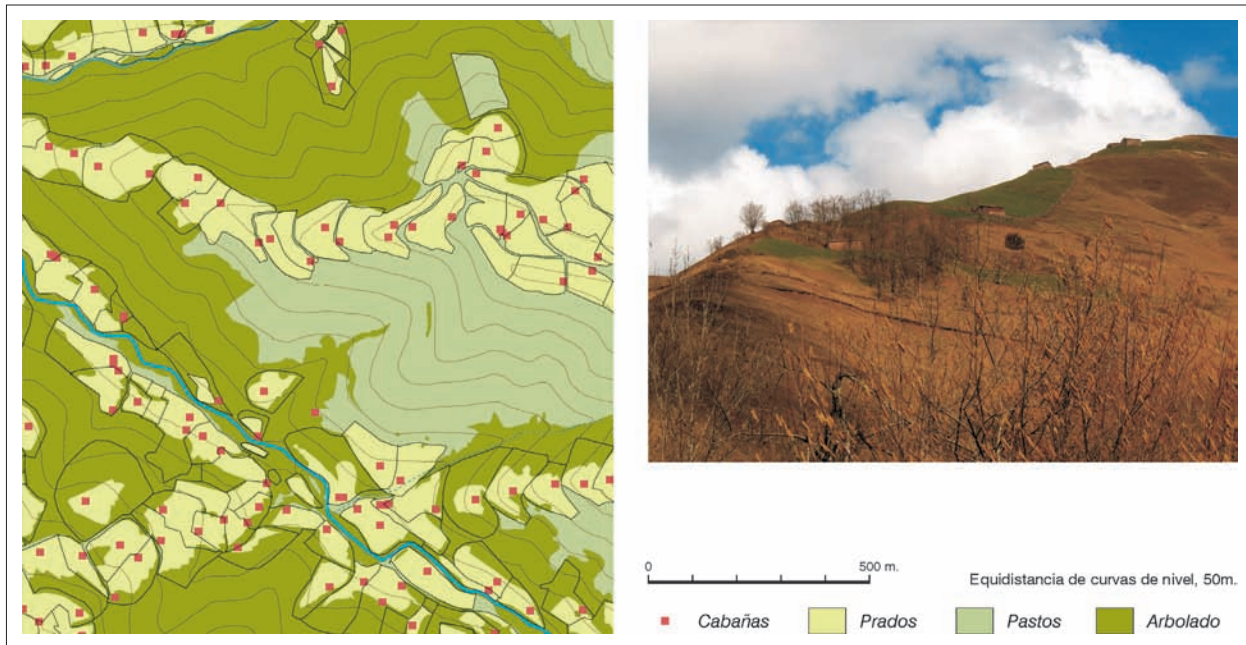 0
500 m.
Equidistancia de curvas de nivel, 50m.
Cabañas
Prados
Pastos
Arbolado